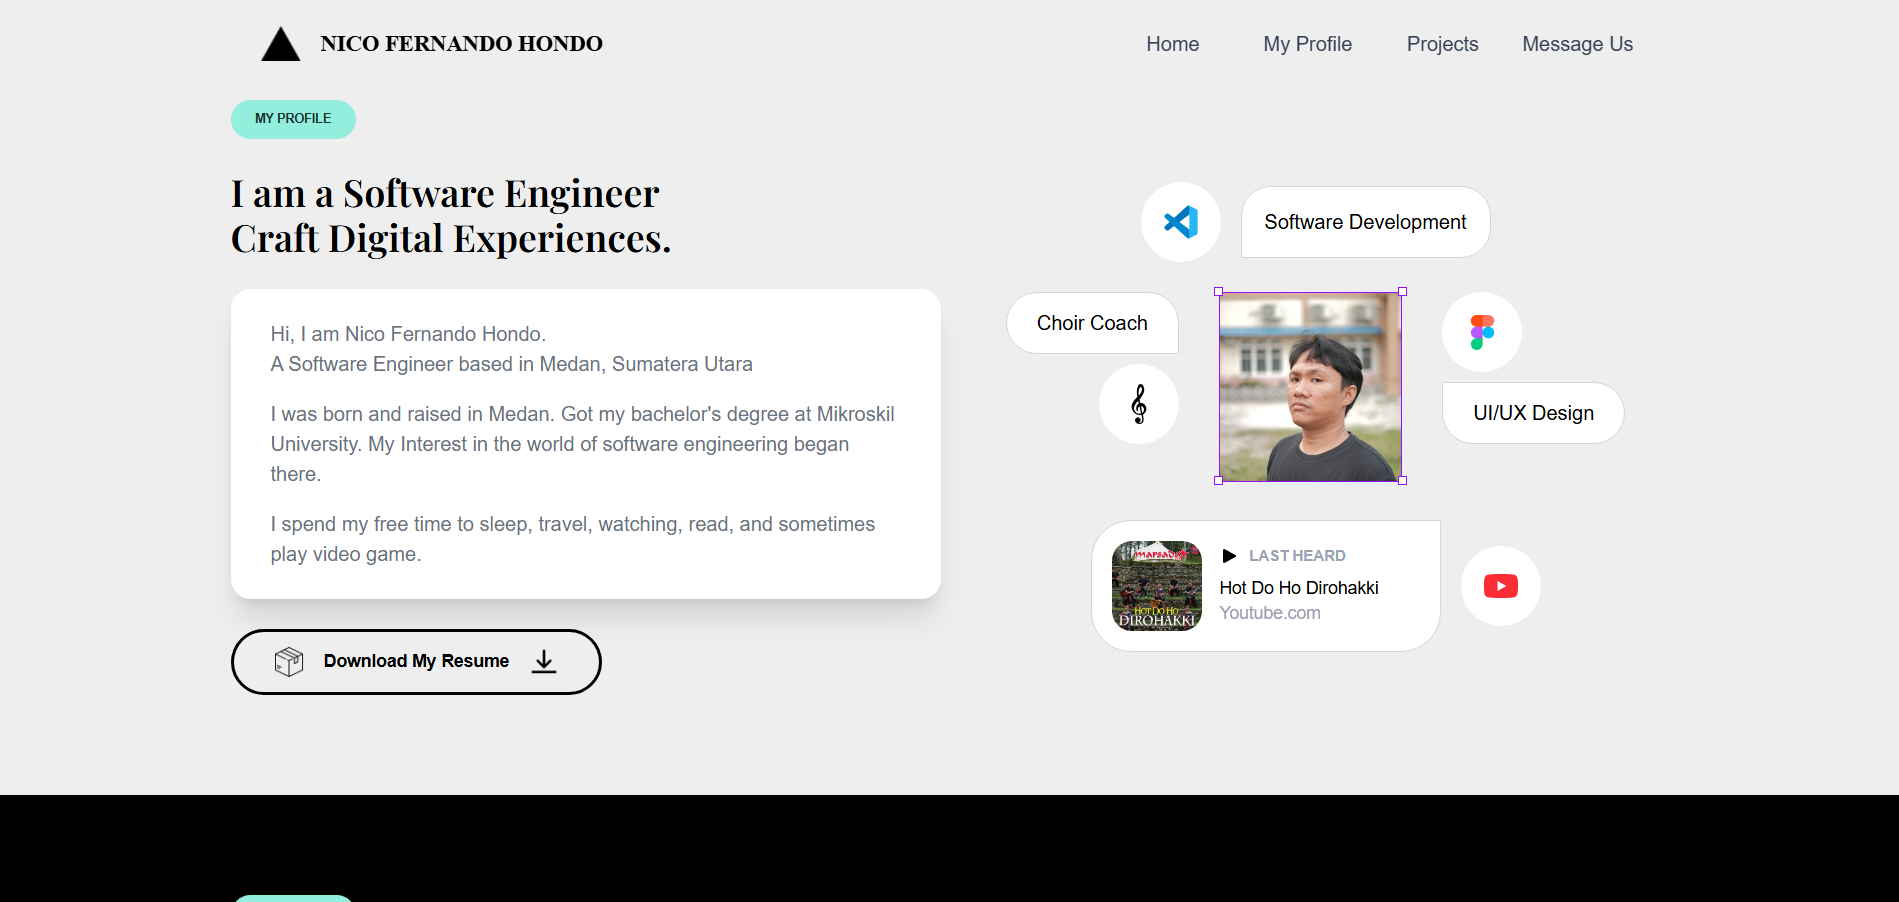 NICO FERNANDO HONDO
Home
My Profile
Projects
Message Us
MY PROFILE
I am a Software Engineer
Craft Digital Experiences.
Hi, I am Nico Fernando Hondo.
A Software Engineer based in Medan, Sumatera Utara
I was born and raised in Medan. Got my bachelor's degree at Mikroskil
University. My Interest in the world of software engineering began
there.
I spend my free time to sleep, travel, watching, read, and sometimes
play video game.
Download My Resume
Software Development
Choir Coach
UI/UX Design
marsada
HOT DO HO
DIROHAKKI
LAST HEARD
Hot Do Ho Dirohakki
Youtube.com